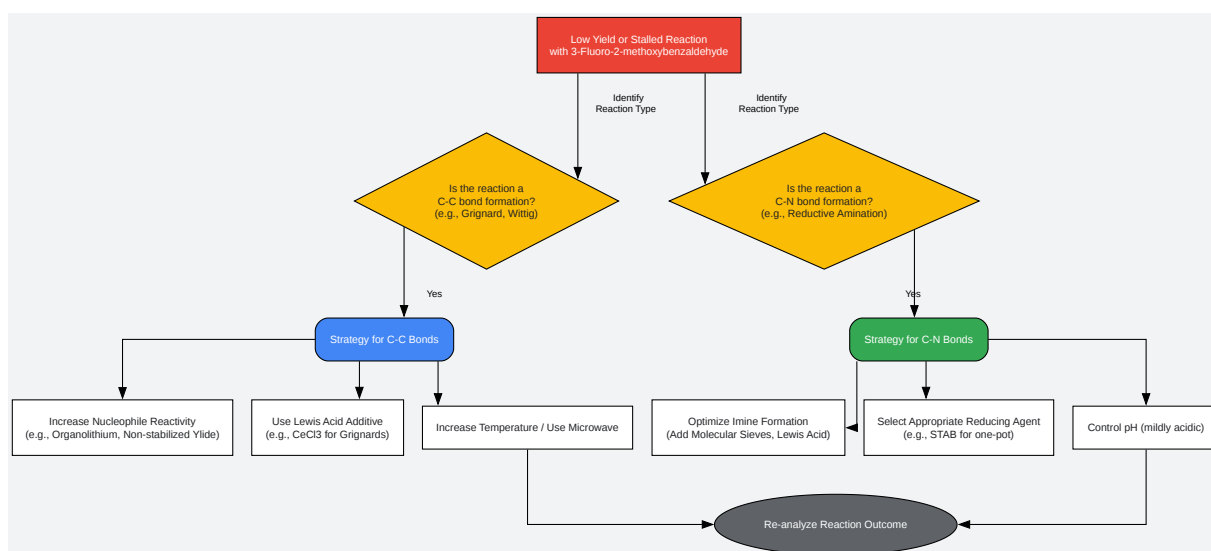 Low Yield or Stalled Reaction
with 3-Fluoro-2-methoxybenzaldehyde
Identify
Reaction Type
Identify
Reaction Type
Is the reaction a
C-C bond formation?
(e.g., Grignard, Wittig)
Is the reaction a
C-N bond formation?
(e.g., Reductive Amination)
Yes
Yes
Strategy for C-C Bonds
Strategy for C-N Bonds
Increase Nucleophile Reactivity
(e.g., Organolithium, Non-stabilized Ylide)
Use Lewis Acid Additive
(e.g., CeCl3 for Grignards)
Increase Temperature / Use Microwave
Optimize Imine Formation
(Add Molecular Sieves, Lewis Acid)
Select Appropriate Reducing Agent
(e.g., STAB for one-pot)
Control pH (mildly acidic)
Re-analyze Reaction Outcome